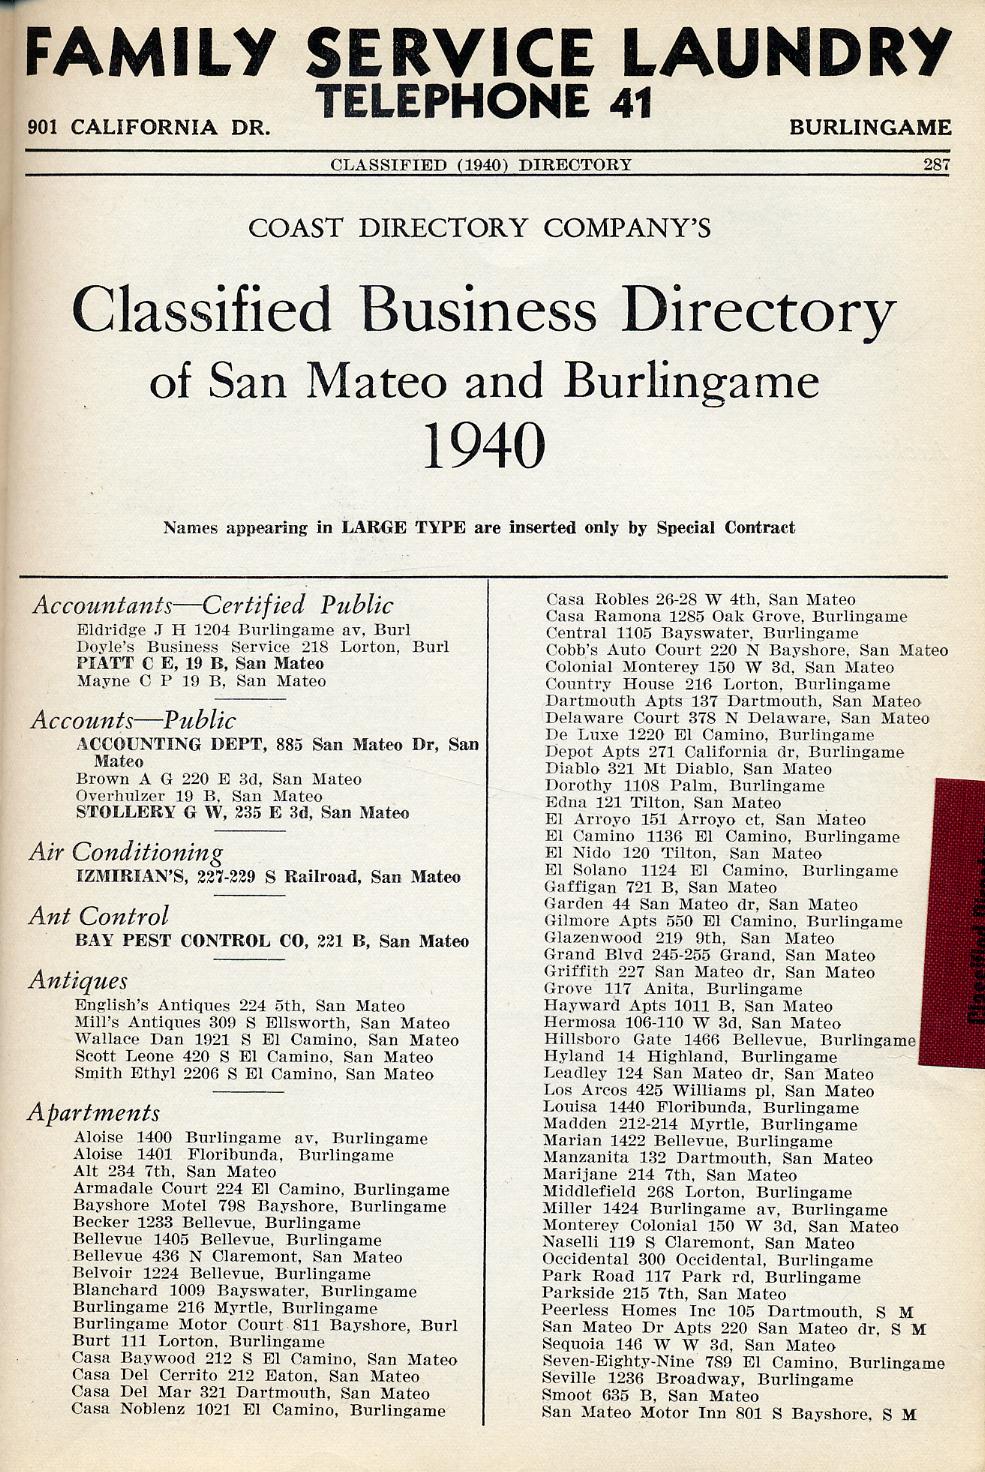 FAMILY SERVICE LAUNDRY
TELEPHONE 41
901 CALIFORNIA DR. BURLINGAME
CLASSIFIED (1940) DIRECTORY 287
COAST DIRECTORY COMPANY'S
Classified Business Directory
of San Mateo and Burlingame
1940
Names appearing in LARGE TYPE are inserted only by Special Contract
Accountants—Certified Public
Eldridge J H 1204 Burlingame av, Burl
Doyle's Business Service 218 Lorton, Burl
PIATT C E, 19 B, San Mateo
Mayne C P 19 B, San Mateo
Accounts—Public
ACCOUNTING DEPT, 885 San Mateo Dr, San
Mateo
Brown A G 220 E 3d, San Mateo
Overhulzer 19 B, San Mateo
STOLLERY G W, 235 E 3d, San Mateo
Air Conditioning
IZMIRIAN'S, 227-229 S Railroad, San Mateo
Ant Control
BAY PEST CONTROL CO, 221 B, San Mateo
Antiques
English's Antiques 224 5th, San Mateo
Mill's Antiques 309 S Ellsworth, San Mateo
Wallace Dan 1921 S El Camino, San Mateo
Scott Leone 420 S El Camino, San Mateo
Smith Ethyl 2206 S El Camino, San Mateo
Apartments
Aloise 1400 Burlingame av, Burlingame
Aloise 1401 Floribunda, Burlingame
Alt 234 7th, San Mateo
Armadale Court 224 El Camino, Burlingame
Bayshore Motel 798 Bayshore, Burlingame
Becker 1233 Bellevue, Burlingame
Bellevue 1405 Bellevue, Burlingame
Bellevue 436 N Claremont, San Mateo
Belvoir 1224 Bellevue, Burlingame
Blanchard 1009 Bayswater, Burlingame
Burlingame 216 Myrtle, Burlingame
Burlingame Motor Court 811 Bayshore, Burl
Burt 111 Lorton, Burlingame
Casa Baywood 212 S El Camino, San Mateo
Casa Del Cerrito 212 Eaton, San Mateo
Casa Del Mar 321 Dartmouth, San Mateo
Casa Noblenz 1021 El Camino, Burlingame
Casa Robles 26-28 W 4th, San Mateo
Casa Ramona 1285 Oak Grove, Burlingame
Central 1105 Bayswater, Burlingame
Cobb's Auto Court 220 N Bayshore, San Mateo
Colonial Monterey 150 W 3d, San Mateo
Country House 216 Lorton, Burlingame
Dartmouth Apts 137 Dartmouth, San Mateo
Delaware Court 378 N Delaware, San Mateo
De Luxe 1220 El Camino, Burlingame
Depot Apts 271 California dr, Burlingame
Diablo 321 Mt Diablo, San Mateo
Dorothy 1108 Palm, Burlingame
Edna 121 Tilton, San Mateo
El Arroyo 151 Arroyo ct, San Mateo
El Camino 1136 El Camino, Burlingame
El Nido 120 Tilton, San Mateo
El Solano 1124 El Camino, Burlingame
Gaffigan 721 B, San Mateo
Garden 44 San Mateo dr, San Mateo
Gilmore Apts 550 El Camino, Burlingame
Glazenwood 219 9th, San Mateo
Grand Blvd 245-255 Grand, San Mateo
Griffith 227 San Mateo dr, San Mateo
Grove 117 Anita, Burlingame
Hayward Apts 1011 B, San Mateo
Hermosa 106-110 W 3d, San Mateo
Hillsboro Gate 1466 Bellevue, Burlingame
Hyland 14 Highland, Burlingame
Leadley 124 San Mateo dr, San Mateo
Los Arcos 425 Williams pl, San Mateo
Louisa 1440 Floribunda, Burlingame
Madden 212-214 Myrtle, Burlingame
Marian 1422 Bellevue, Burlingame
Manzanita 132 Dartmouth, San Mateo
Marijane 214 7th, San Mateo
Middlefield 268 Lorton, Burlingame
Miller 1424 Burlingame av, Burlingame
Monterey Colonial 150 W 3d, San Mateo
Naselli 119 S Claremont, San Mateo
Occidental 300 Occidental, Burlingame
Park Road 117 Park rd, Burlingame
Parkside 215 7th, San Mateo
Peerless Homes Inc 105 Dartmouth, S M
San Mateo Dr Apts 220 San Mateo dr, S M
Sequoia 146 W W 3d, San Mateo
Seven-Eighty-Nine 789 El Camino, Burlingame
Seville 1236 Broadway, Burlingame
Smoot 635 B, San Mateo
San Mateo Motor Inn 801 S Bayshore, S M